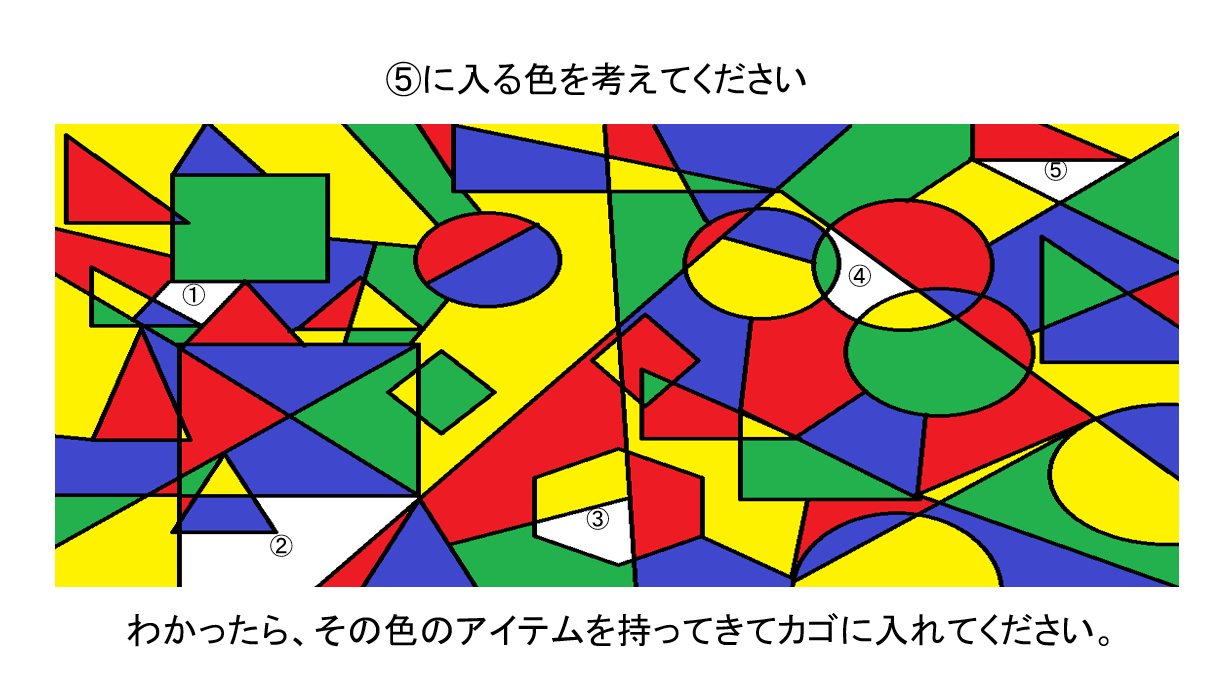 ⑤に入る色を考えてください
⑤
④
①
③
②
わかったら、その色のアイテムを持ってきてカゴに入れてください。